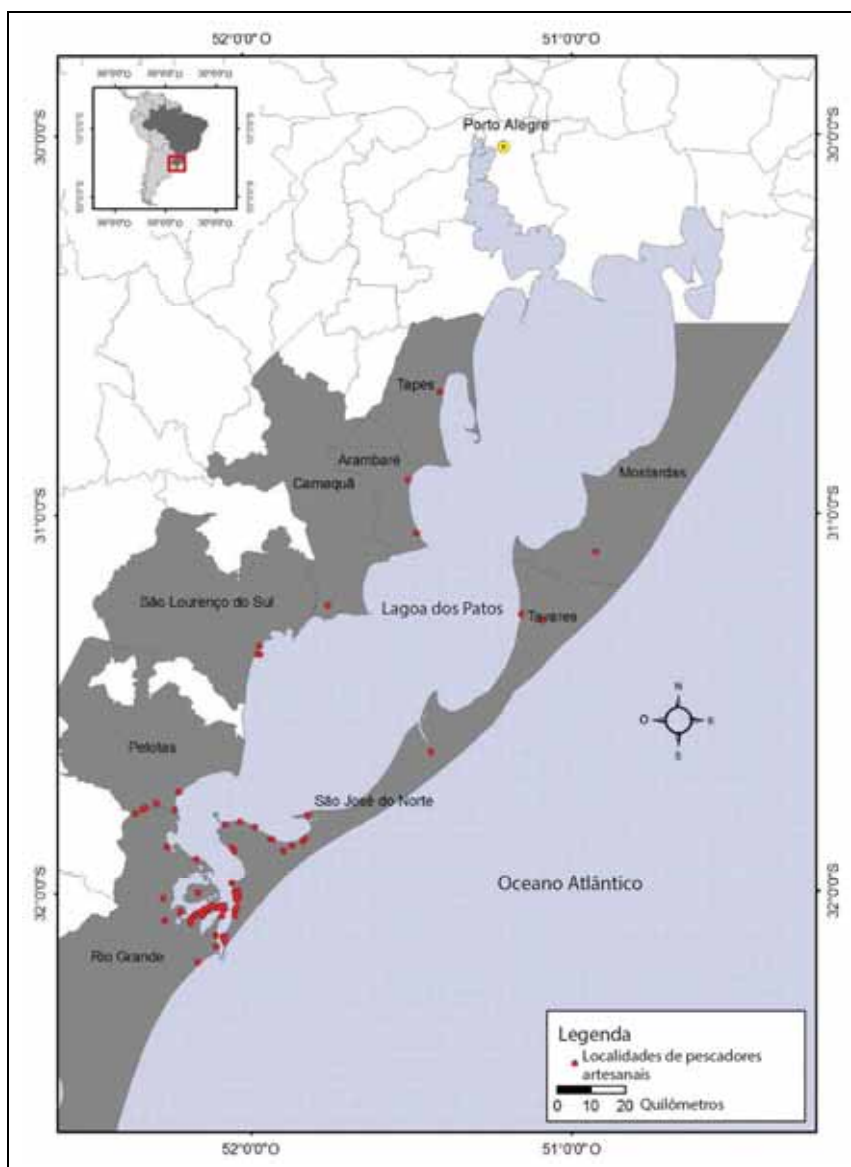 52°0'0"O
51°0'0"O
30°0'0"S
30°0'0"S
Porto Alegre
Tapes
Arambaré
Camaquã
Mostardas
31°0'0"S
31°0'0"S
São Lourenço do Sul
Lagoa dos Patos
Tavares
N
O
S
Pelotas
São José do Norte
Oceano Atlântico
32°0'0"S
32°0'0"S
Rio Grande
Legenda
Localidades de pescadores
artesanais
0 10 20 Quilômetros
52°0'0"O
51°0'0"O